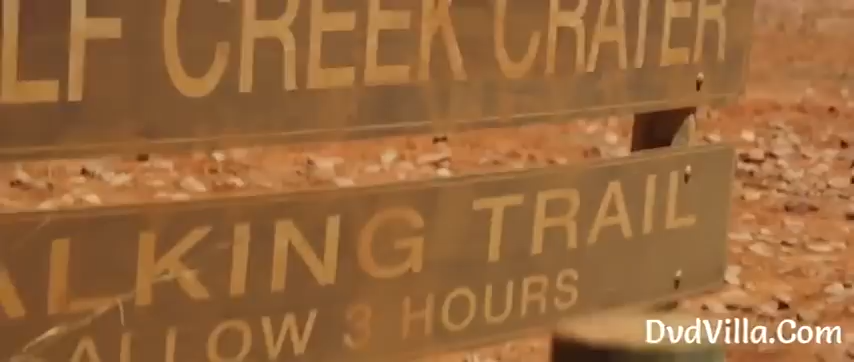 LF CREEK CRATER
ALKING TRAIL
ALLOW 3 HOURS
DvdVilla.Com